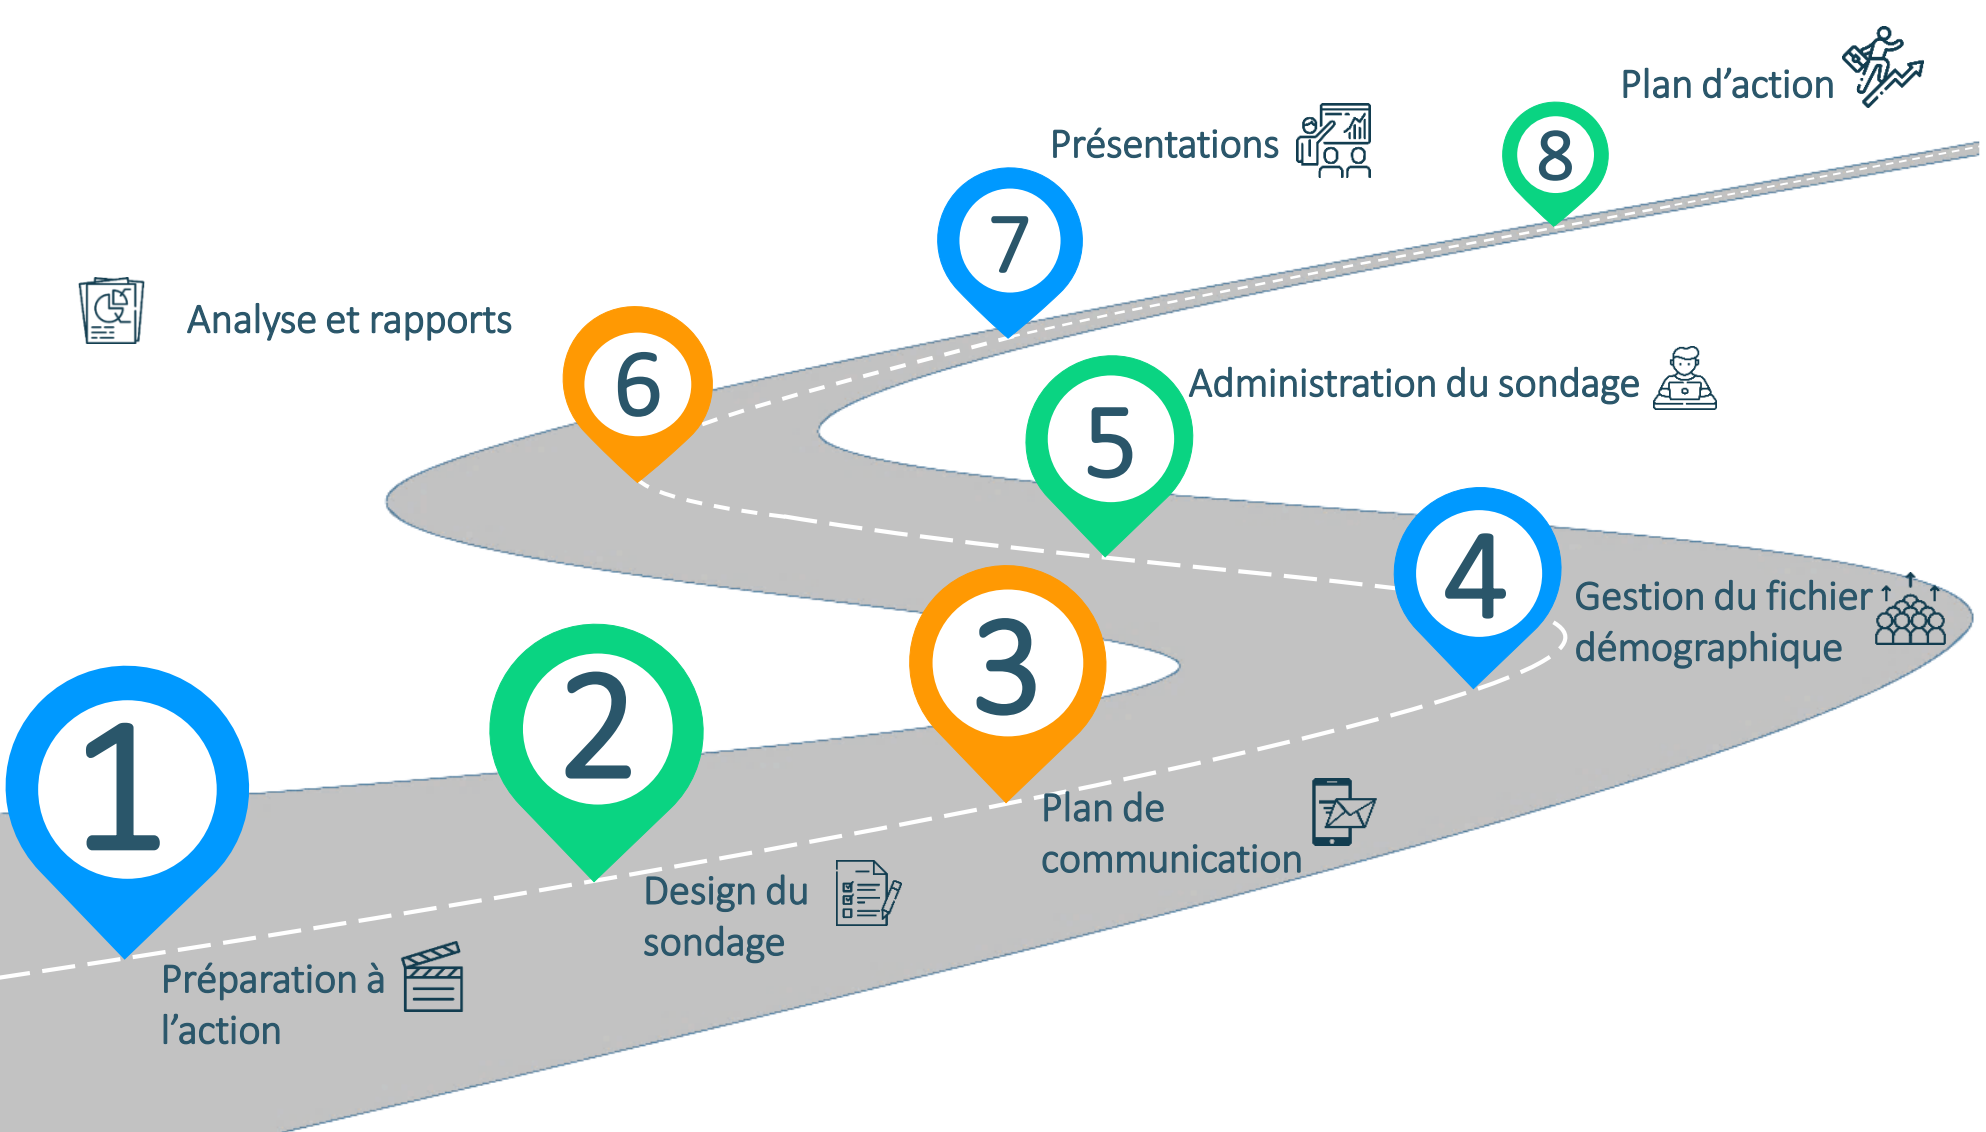 1
Préparation à
l’action
2
Design du
sondage
3
Plan de
communication
4
Gestion du fichier
démographique
5
Administration du sondage
6
Analyse et rapports
7
Présentations
8
Plan d’action